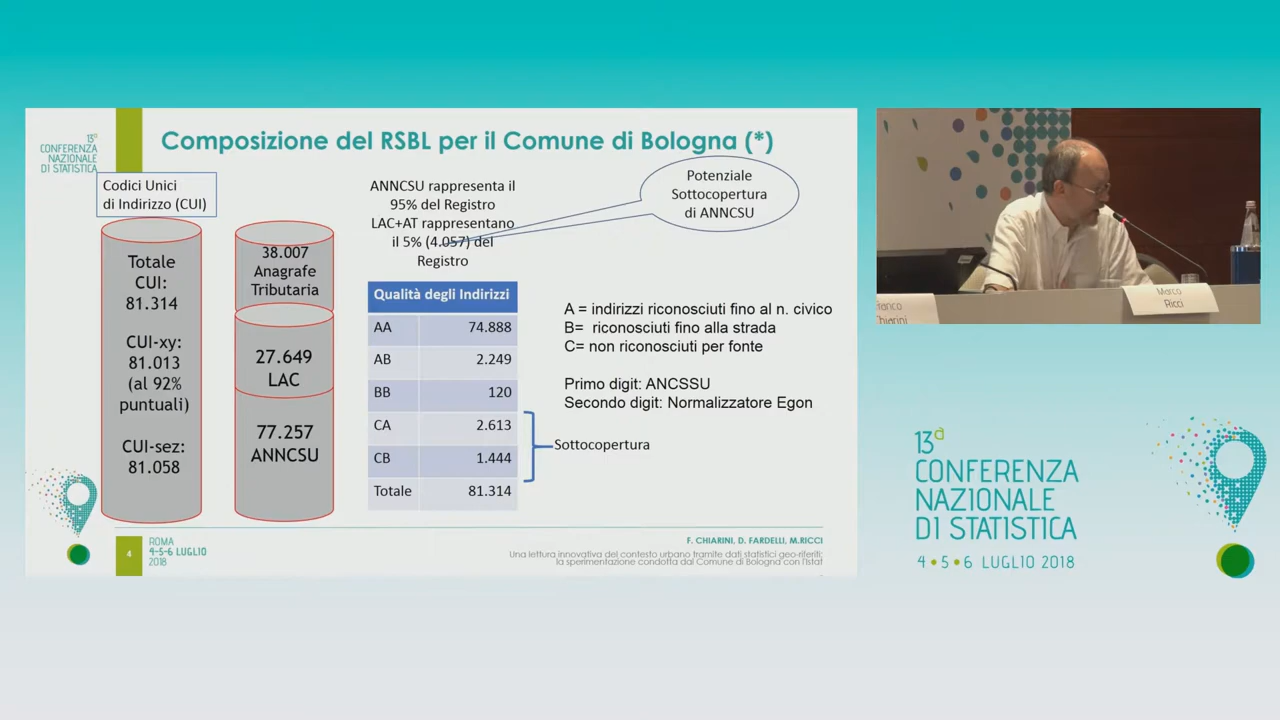 13a
CONFERENZA
NAZIONALE
DI STATISTICA
Composizione del RSBL per il Comune di Bologna (*)
Codici Unici
di Indirizzo (CUI)
Totale
CUI:
81.314
CUI-xy:
81.013
(al 92%
puntuali)
CUI-sez:
81.058
38.007
Anagrafe
Tributaria
27.649
LAC
77.257
ANNCSU
ANNCSU rappresenta il
95% del Registro
LAC+AT rappresentano
il 5% (4.057) del
Registro
Potenziale
Sottocopertura
di ANNCSU
Qualità degli Indirizzi
AA 74.888
AB 2.249
BB 120
CA 2.613
CB 1.444
Totale 81.314
Sottocopertura
A = indirizzi riconosciuti fino al n. civico
B= riconosciuti fino alla strada
C= non riconosciuti per fonte
Primo digit: ANCSSU
Secondo digit: Normalizzatore Egon
4
ROMA
4-5-6 LUGLIO
2018
F. CHIARINI, D. FARDELLI, M.RICCI
Una lettura innovativa del contesto urbano tramite dati statistici geo-riferiti:
la sperimentazione condotta dal Comune di Bologna con l'Istat
Franco
Chiarini
Marco
Ricci
13a
CONFERENZA
NAZIONALE
DI STATISTICA
4•5•6 LUGLIO 2018